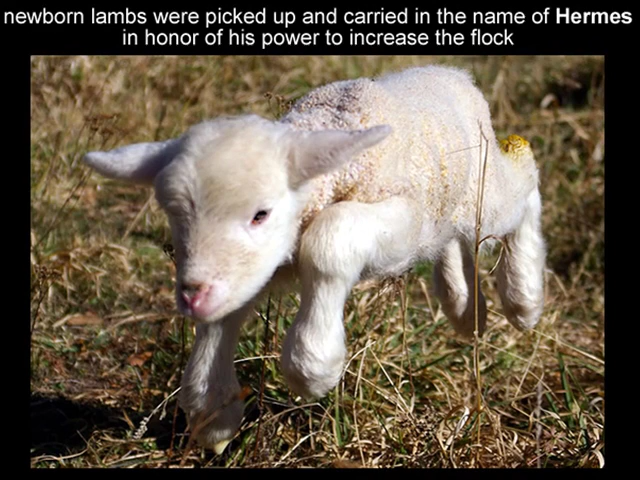 newborn lambs were picked up and carried in the name of Hermes
in honor of his power to increase the flock